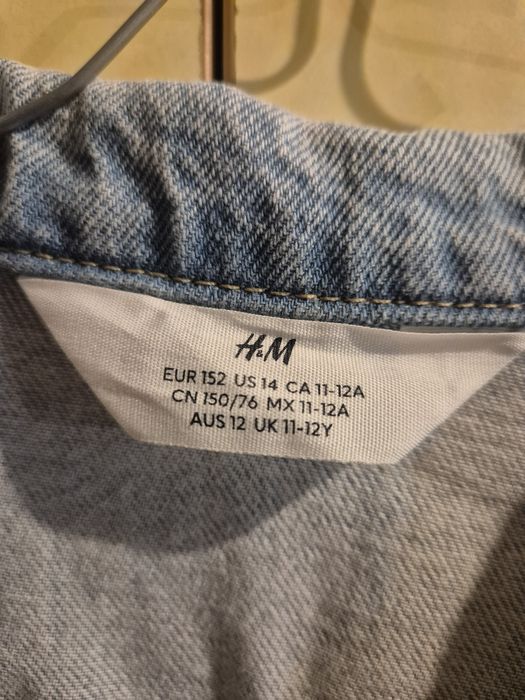 H&M
EUR 152 US 14 CA 11-12A
CN 150/76 MX 11-12A
AUS 12 UK 11-12Y